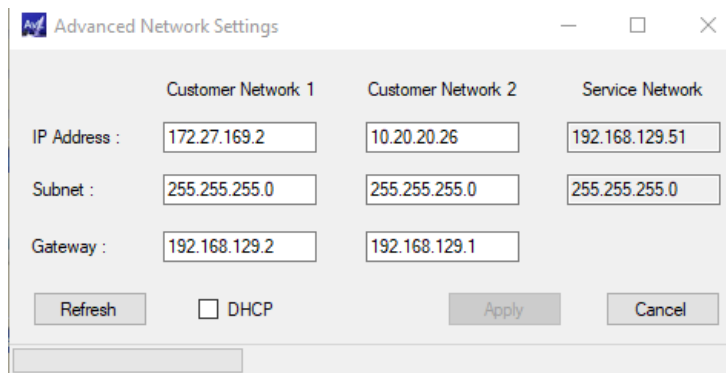 Avf Advanced Network Settings
Customer Network 1 Customer Network 2 Service Network
IP Address : 172.27.169.2 10.20.20.26 192.168.129.51
Subnet : 255.255.255.0 255.255.255.0 255.255.255.0
Gateway : 192.168.129.2 192.168.129.1
Refresh DHCP Apply Cancel